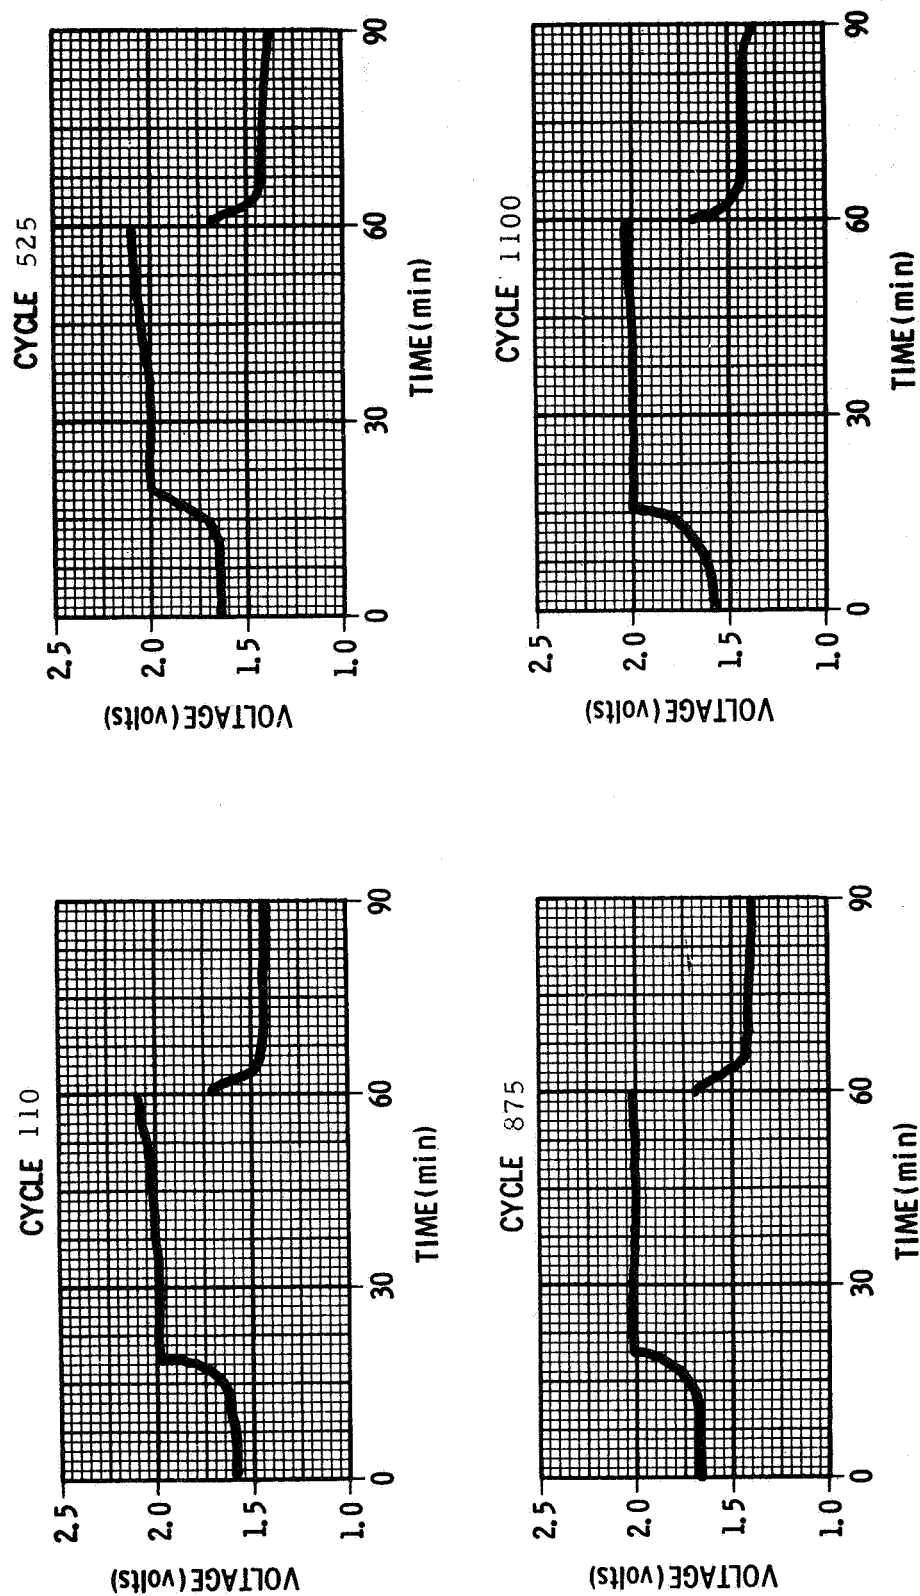 CYCLE 110
2.5
2.0
1.5
1.0
VOLTAGE(volts)
0
30
60
90
TIME(min)
CYCLE 875
2.5
2.0
1.5
1.0
VOLTAGE(volts)
0
30
60
90
TIME(min)
CYCLE 525
2.5
2.0
1.5
1.0
VOLTAGE(volts)
0
30
60
90
TIME(min)
CYCLE 1100
2.5
2.0
1.5
1.0
VOLTAGE(volts)
0
30
60
90
TIME(min)